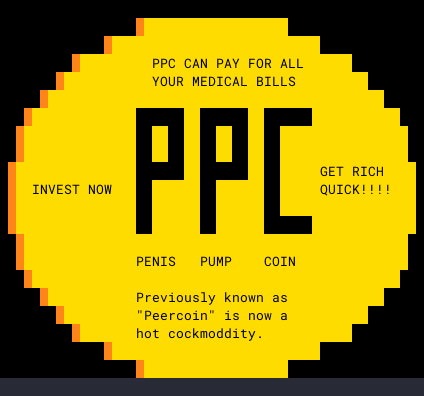 PPC CAN PAY FOR ALL
YOUR MEDICAL BILLS
PPC
GET RICH
QUICK!!!!
INVEST NOW
PENIS PUMP COIN
Previously known as
"Peercoin" is now a
hot cockmoddity.